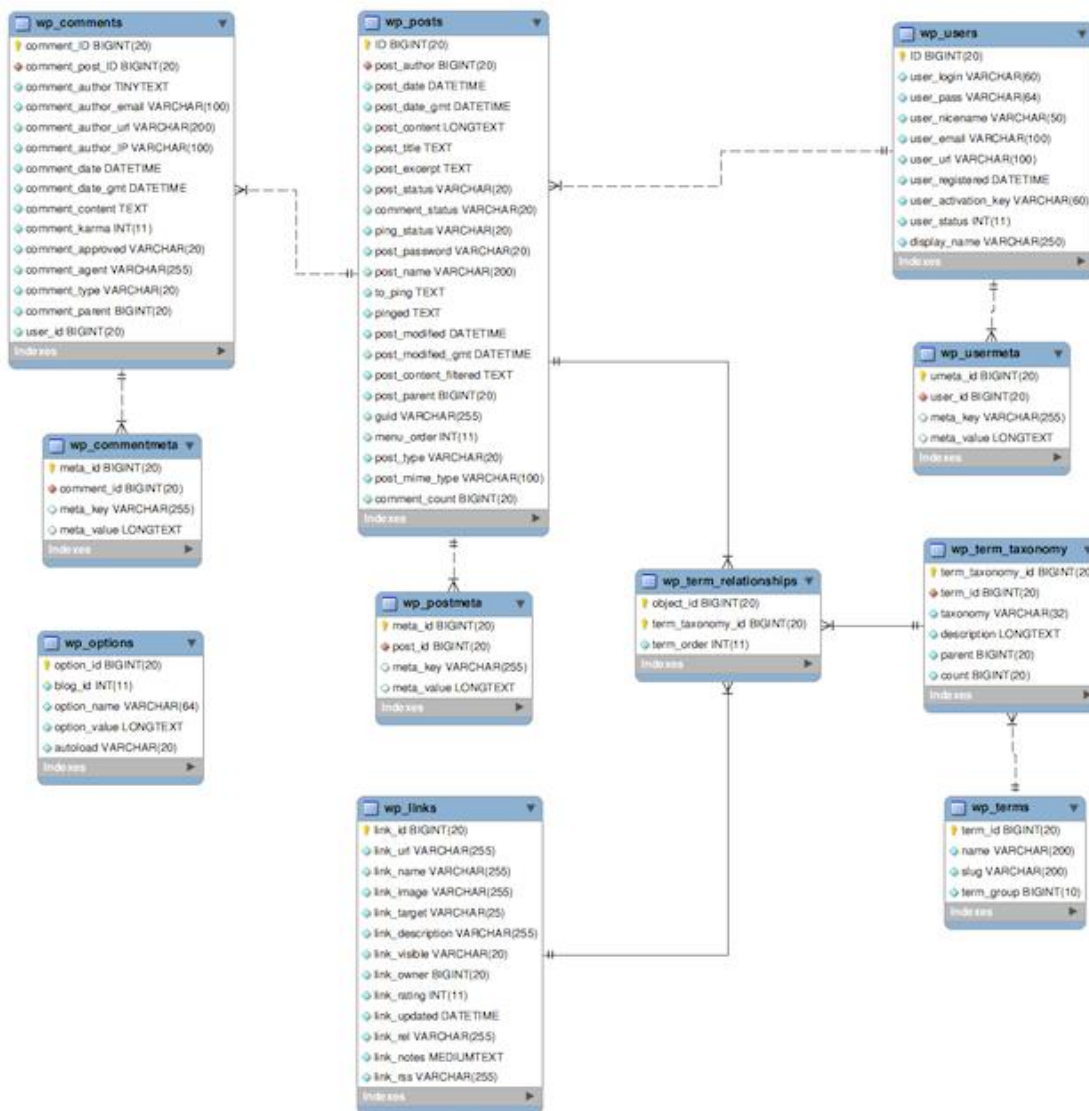 wp_comments
comment_ID BIGINT(20)
comment_post_ID BIGINT(20)
comment_author TINYTEXT
comment_author_email VARCHAR(100)
comment_author_url VARCHAR(200)
comment_author_IP VARCHAR(100)
comment_date DATETIME
comment_date_gmt DATETIME
comment_content TEXT
comment_karma INT(11)
comment_approved VARCHAR(20)
comment_agent VARCHAR(255)
comment_type VARCHAR(20)
comment_parent BIGINT(20)
user_id BIGINT(20)
Indexes
wp_posts
ID BIGINT(20)
post_author BIGINT(20)
post_date DATETIME
post_date_gmt DATETIME
post_content LONGTEXT
post_title TEXT
post_excerpt TEXT
post_status VARCHAR(20)
comment_status VARCHAR(20)
ping_status VARCHAR(20)
post_password VARCHAR(20)
post_name VARCHAR(200)
to_ping TEXT
pinged TEXT
post_modified DATETIME
post_modified_gmt DATETIME
post_content_filtered TEXT
post_parent BIGINT(20)
guid VARCHAR(255)
menu_order INT(11)
post_type VARCHAR(20)
post_mime_type VARCHAR(100)
comment_count BIGINT(20)
Indexes
wp_users
ID BIGINT(20)
user_login VARCHAR(60)
user_pass VARCHAR(64)
user_nicename VARCHAR(50)
user_email VARCHAR(100)
user_url VARCHAR(100)
user_registered DATETIME
user_activation_key VARCHAR(60)
user_status INT(11)
display_name VARCHAR(250)
Indexes
wp_usermeta
umeta_id BIGINT(20)
user_id BIGINT(20)
meta_key VARCHAR(255)
meta_value LONGTEXT
Indexes
wp_commentmeta
meta_id BIGINT(20)
comment_id BIGINT(20)
meta_key VARCHAR(255)
meta_value LONGTEXT
Indexes
wp_postmeta
meta_id BIGINT(20)
post_id BIGINT(20)
meta_key VARCHAR(255)
meta_value LONGTEXT
Indexes
wp_term_relationships
object_id BIGINT(20)
term_taxonomy_id BIGINT(20)
term_order INT(11)
Indexes
wp_term_taxonomy
term_taxonomy_id BIGINT(20
term_id BIGINT(20)
taxonomy VARCHAR(32)
description LONGTEXT
parent BIGINT(20)
count BIGINT(20)
Indexes
wp_options
option_id BIGINT(20)
blog_id INT(11)
option_name VARCHAR(64)
option_value LONGTEXT
autoload VARCHAR(20)
Indexes
wp_links
link_id BIGINT(20)
link_url VARCHAR(255)
link_name VARCHAR(255)
link_image VARCHAR(255)
link_target VARCHAR(25)
link_description VARCHAR(255)
link_visible VARCHAR(20)
link_owner BIGINT(20)
link_rating INT(11)
link_updated DATETIME
link_rel VARCHAR(255)
link_notes MEDIUMTEXT
link_rss VARCHAR(255)
Indexes
wp_terms
term_id BIGINT(20)
name VARCHAR(200)
slug VARCHAR(200)
term_group BIGINT(10)
Indexes